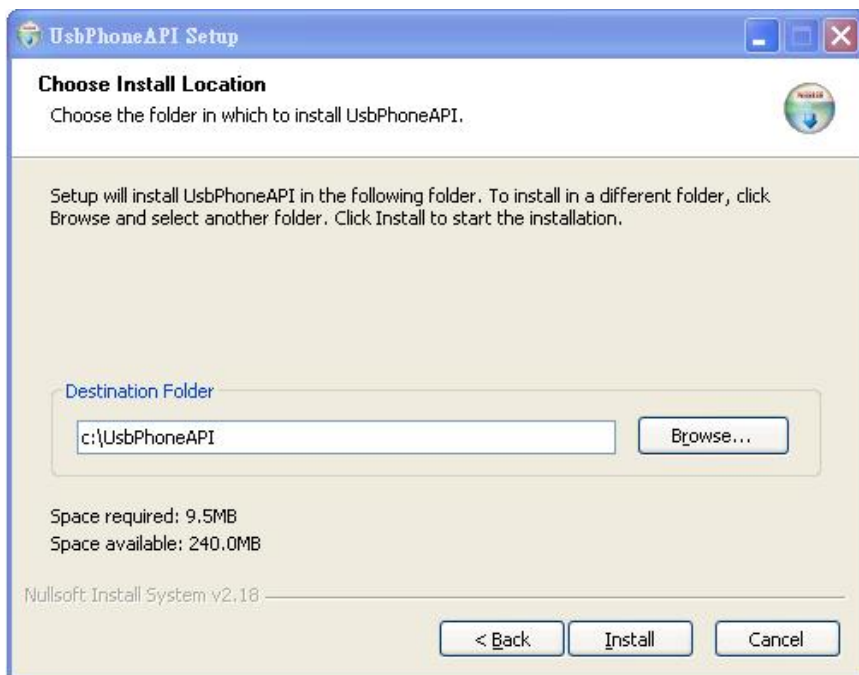 UsbPhoneAPI Setup
Choose Install Location
Choose the folder in which to install UsbPhoneAPI.
Setup will install UsbPhoneAPI in the following folder. To install in a different folder, click
Browse and select another folder. Click Install to start the installation.
Destination Folder
c:\UsbPhoneAPI
Browse...
Space required: 9.5MB
Space available: 240.0MB
Nullsoft Install System v2.18
< Back Install Cancel